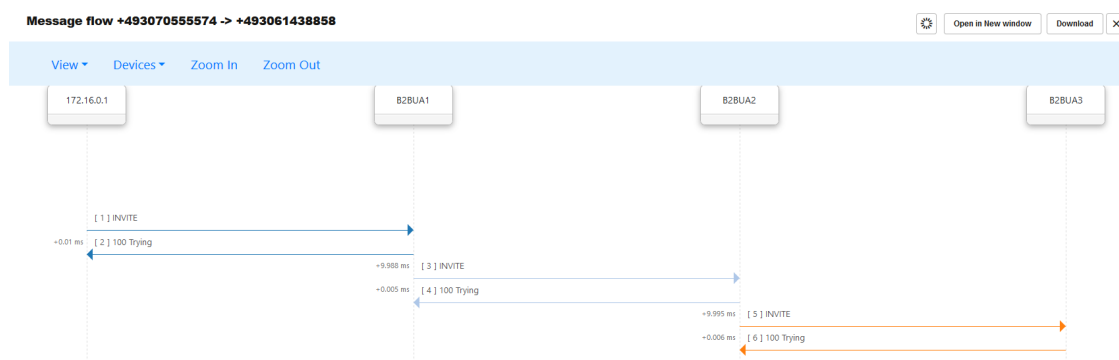 Message flow +493070555574 -> +493061438858
Open in New window
Download
View
Devices
Zoom In
Zoom Out
172.16.0.1
B2BUA1
B2BUA2
B2BUA3
[ 1 ] INVITE
+0.01 ms [ 2 ] 100 Trying
+9.988 ms [ 3 ] INVITE
+0.005 ms [ 4 ] 100 Trying
+9.995 ms [ 5 ] INVITE
+0.006 ms [ 6 ] 100 Trying